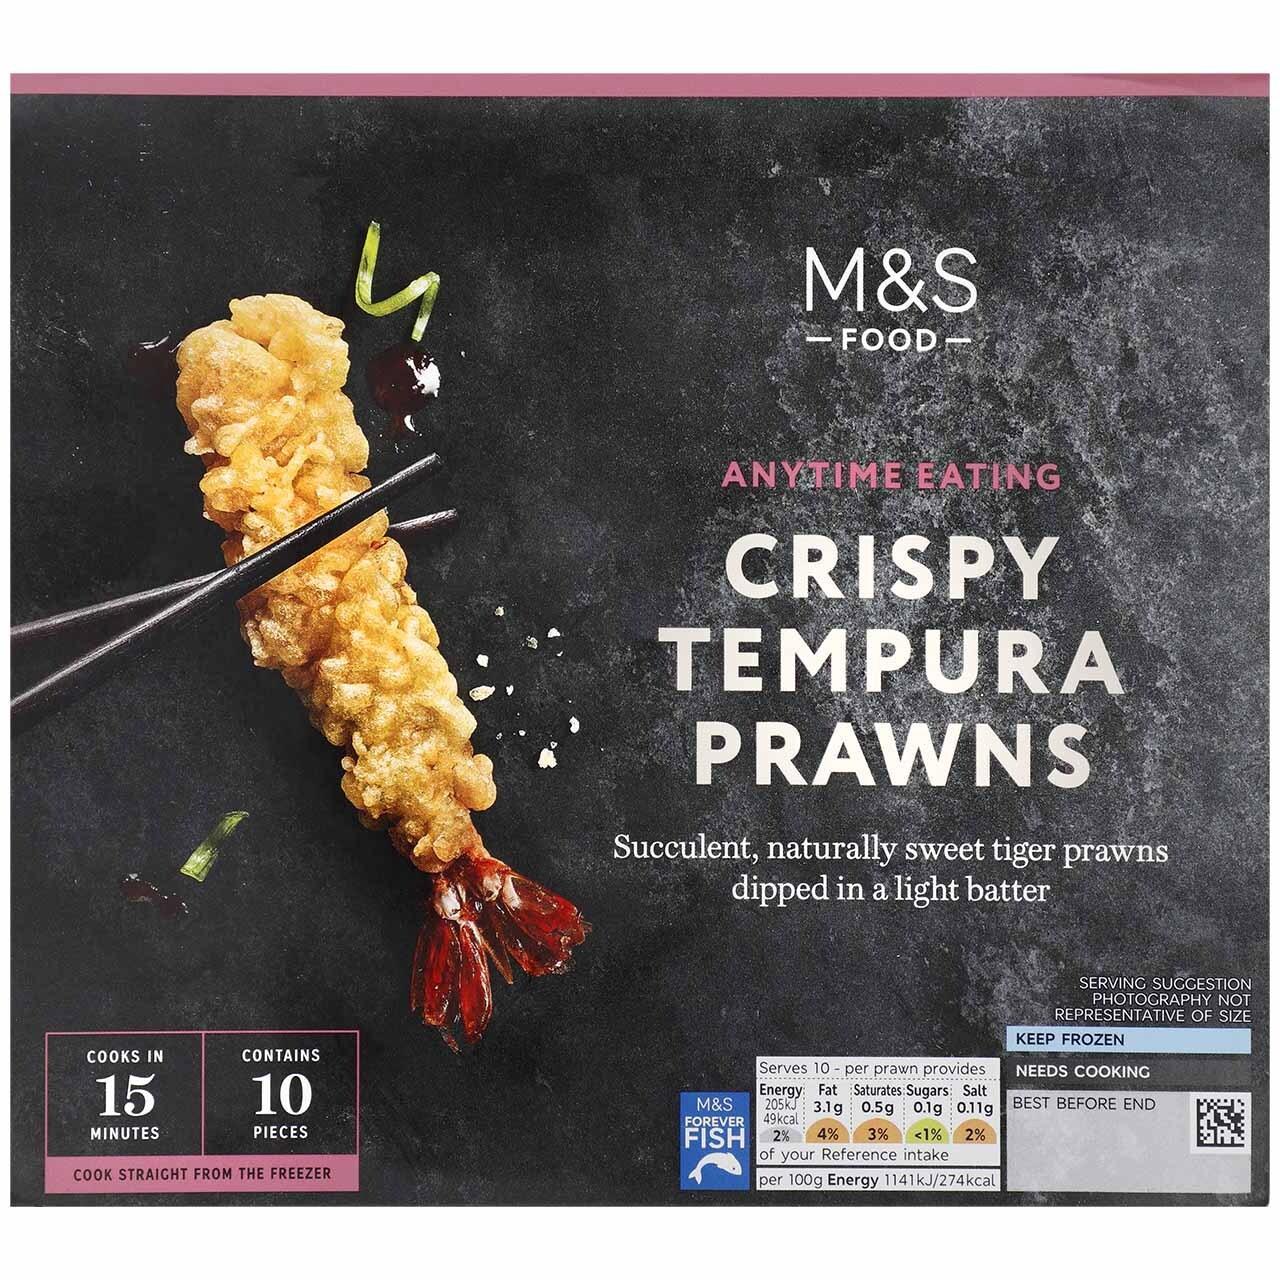 M&S
FOOD
ANYTIME EATING
CRISPY
TEMPURA
PRAWNS
Succulent, naturally sweet tiger prawns
dipped in a light batter
SERVING SUGGESTION
PHOTOGRAPHY NOT
REPRESENTATIVE OF SIZE
KEEP FROZEN
NEEDS COOKING
BEST BEFORE END
COOKS IN
15
MINUTES
CONTAINS
10
PIECES
COOK STRAIGHT FROM THE FREEZER
M&S
FOREVER
FISH
Serves 10 - per prawn provides
Energy Fat Saturates Sugars Salt
205kJ 3.1g 0.5g 0.1g 0.11g
49kcal
2% 4% 3% <1% 2%
of your Reference intake
per 100g Energy 1141kJ/274kcal